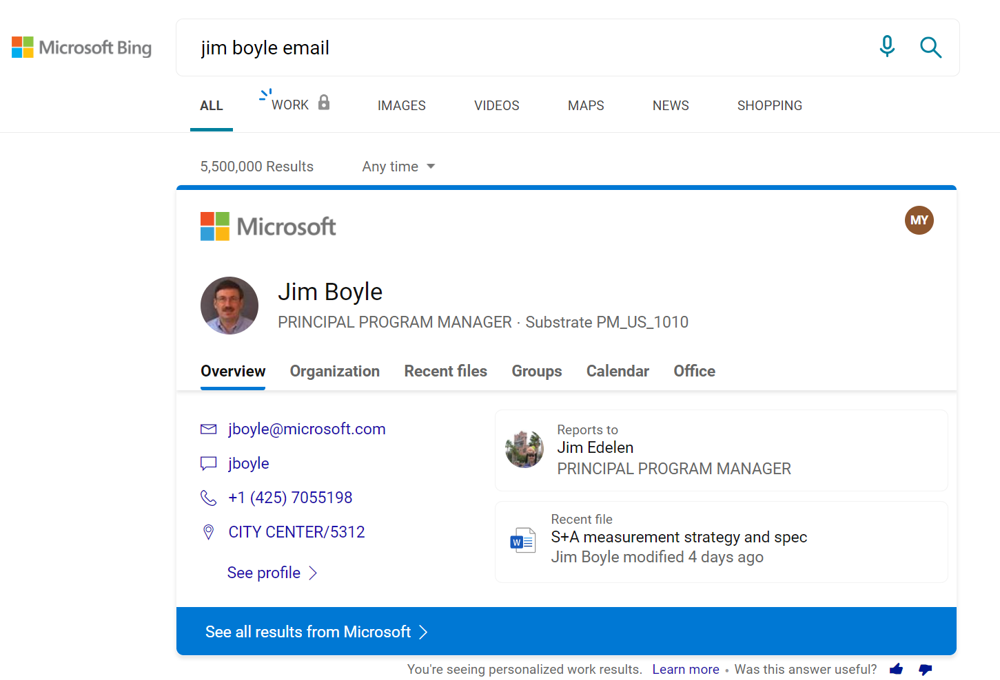 Microsoft Bing
jim boyle email
ALL WORK IMAGES VIDEOS MAPS NEWS SHOPPING
5,500,000 Results Any time
Microsoft
MY
Jim Boyle
PRINCIPAL PROGRAM MANAGER · Substrate PM_US_1010
Overview Organization Recent files Groups Calendar Office
jboyle@microsoft.com
jboyle
+1 (425) 7055198
CITY CENTER/5312
See profile
Reports to
Jim Edelen
PRINCIPAL PROGRAM MANAGER
Recent file
W
S+A measurement strategy and spec
Jim Boyle modified 4 days ago
See all results from Microsoft
You're seeing personalized work results. Learn more • Was this answer useful?